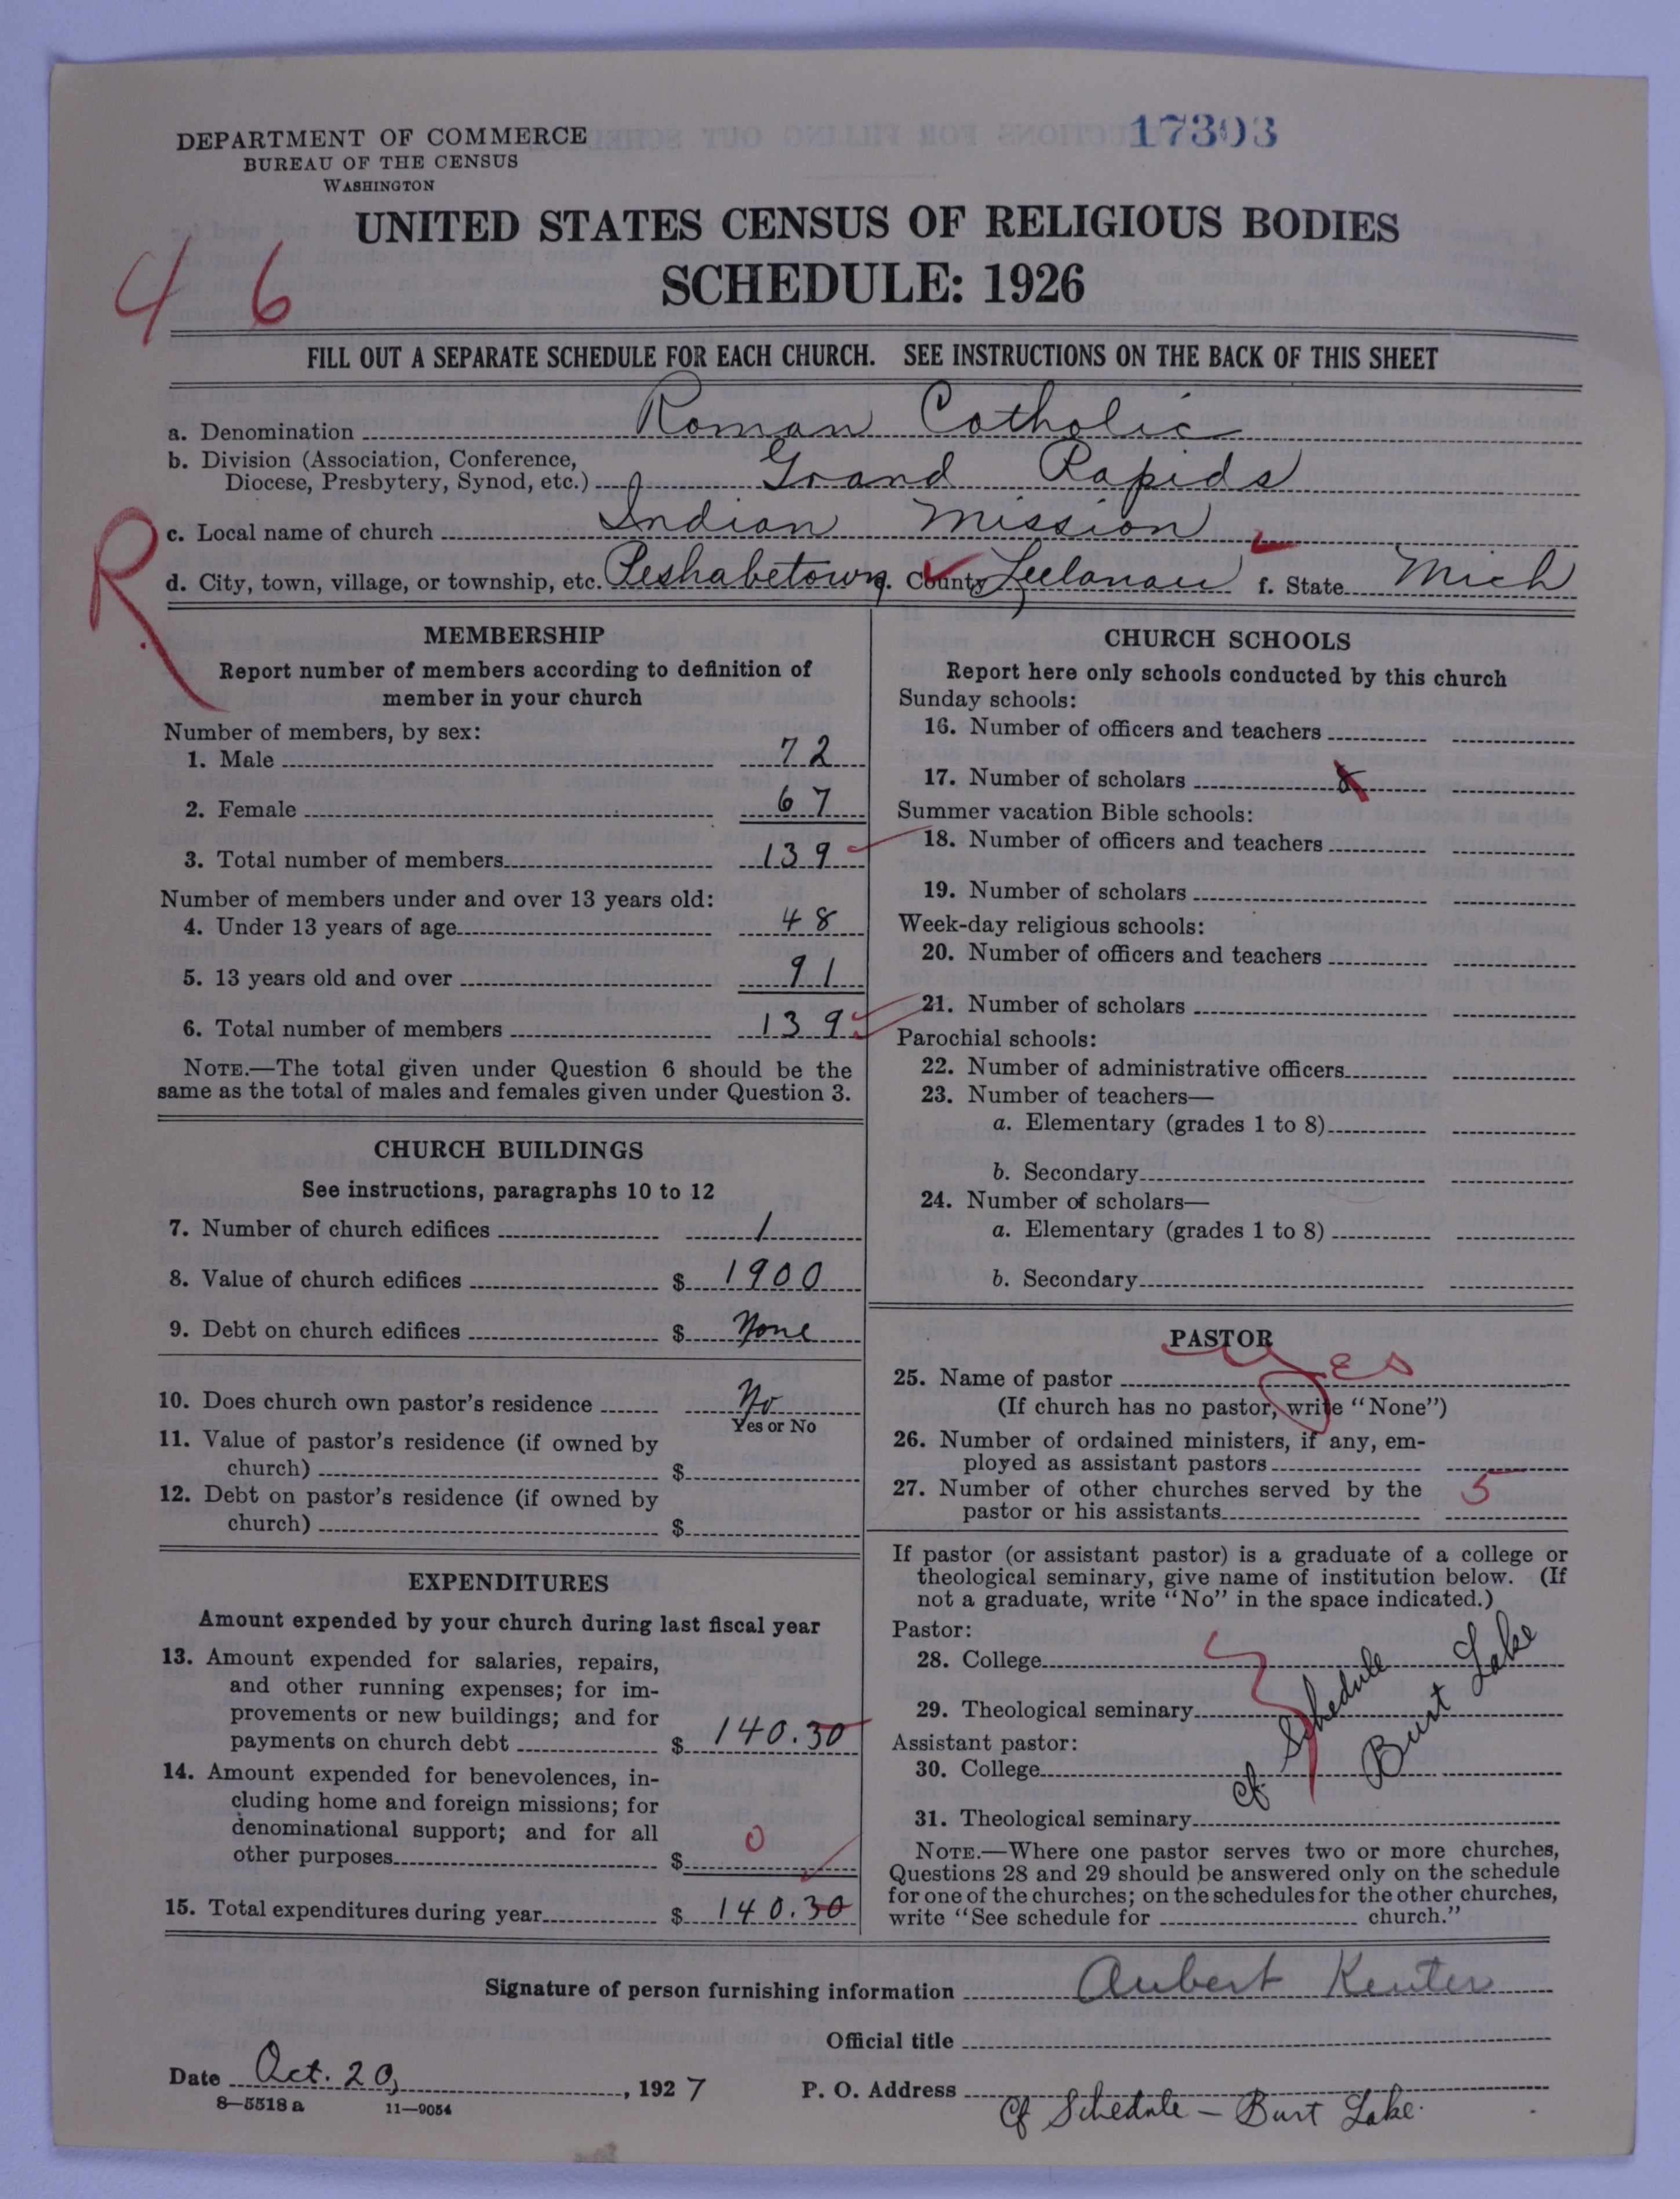 17303
DEPARTMENT OF COMMERCE
BUREAU OF THE CENSUS
WASHINGTON
UNITED STATES CENSUS OF RELIGIOUS BODIES
SCHEDULE: 1926
4 6
FILL OUT A SEPARATE SCHEDULE FOR EACH CHURCH. SEE INSTRUCTIONS ON THE BACK OF THIS SHEET
a. Denomination Roman Catholic
b. Division (Association, Conference,
Diocese, Presbytery, Synod, etc.) Grand Rapids
R
c. Local name of church Indian Mission
d. City, town, village, or township, etc. Peshabetown e. County Leelanau f. State Mich
MEMBERSHIP
Report number of members according to definition of
member in your church
Number of members, by sex:
1. Male 72
2. Female 67
3. Total number of members 139
Number of members under and over 13 years old:
4. Under 13 years of age 48
5. 13 years old and over 91
6. Total number of members 139
NOTE.—The total given under Question 6 should be the
same as the total of males and females given under Question 3.
CHURCH BUILDINGS
See instructions, paragraphs 10 to 12
7. Number of church edifices 1
8. Value of church edifices $ 1900
9. Debt on church edifices $ None
10. Does church own pastor's residence No
Yes or No
11. Value of pastor's residence (if owned by
church) $
12. Debt on pastor's residence (if owned by
church) $
EXPENDITURES
Amount expended by your church during last fiscal year
13. Amount expended for salaries, repairs,
and other running expenses; for im-
provements or new buildings; and for
payments on church debt $ 140.30
14. Amount expended for benevolences, in-
cluding home and foreign missions; for
denominational support; and for all
other purposes $ 0
15. Total expenditures during year $ 140.30
CHURCH SCHOOLS
Report here only schools conducted by this church
Sunday schools:
16. Number of officers and teachers
17. Number of scholars
Summer vacation Bible schools:
18. Number of officers and teachers
19. Number of scholars
Week-day religious schools:
20. Number of officers and teachers
21. Number of scholars
Parochial schools:
22. Number of administrative officers
23. Number of teachers—
a. Elementary (grades 1 to 8)
b. Secondary
24. Number of scholars—
a. Elementary (grades 1 to 8)
b. Secondary
PASTOR
25. Name of pastor Yes
(If church has no pastor, write "None")
26. Number of ordained ministers, if any, em-
ployed as assistant pastors
27. Number of other churches served by the
pastor or his assistants 5
If pastor (or assistant pastor) is a graduate of a college or
theological seminary, give name of institution below. (If
not a graduate, write "No" in the space indicated.)
Pastor:
28. College
29. Theological seminary
Assistant pastor:
30. College
31. Theological seminary
cf. Schedule Burt Lake
NOTE.—Where one pastor serves two or more churches,
Questions 28 and 29 should be answered only on the schedule
for one of the churches; on the schedules for the other churches,
write "See schedule for church."
Signature of person furnishing information Aubert Keuter
Official title
Date Oct. 20, 1927 P. O. Address Cf Schedule — Burt Lake.
8—5518 a 11—9054